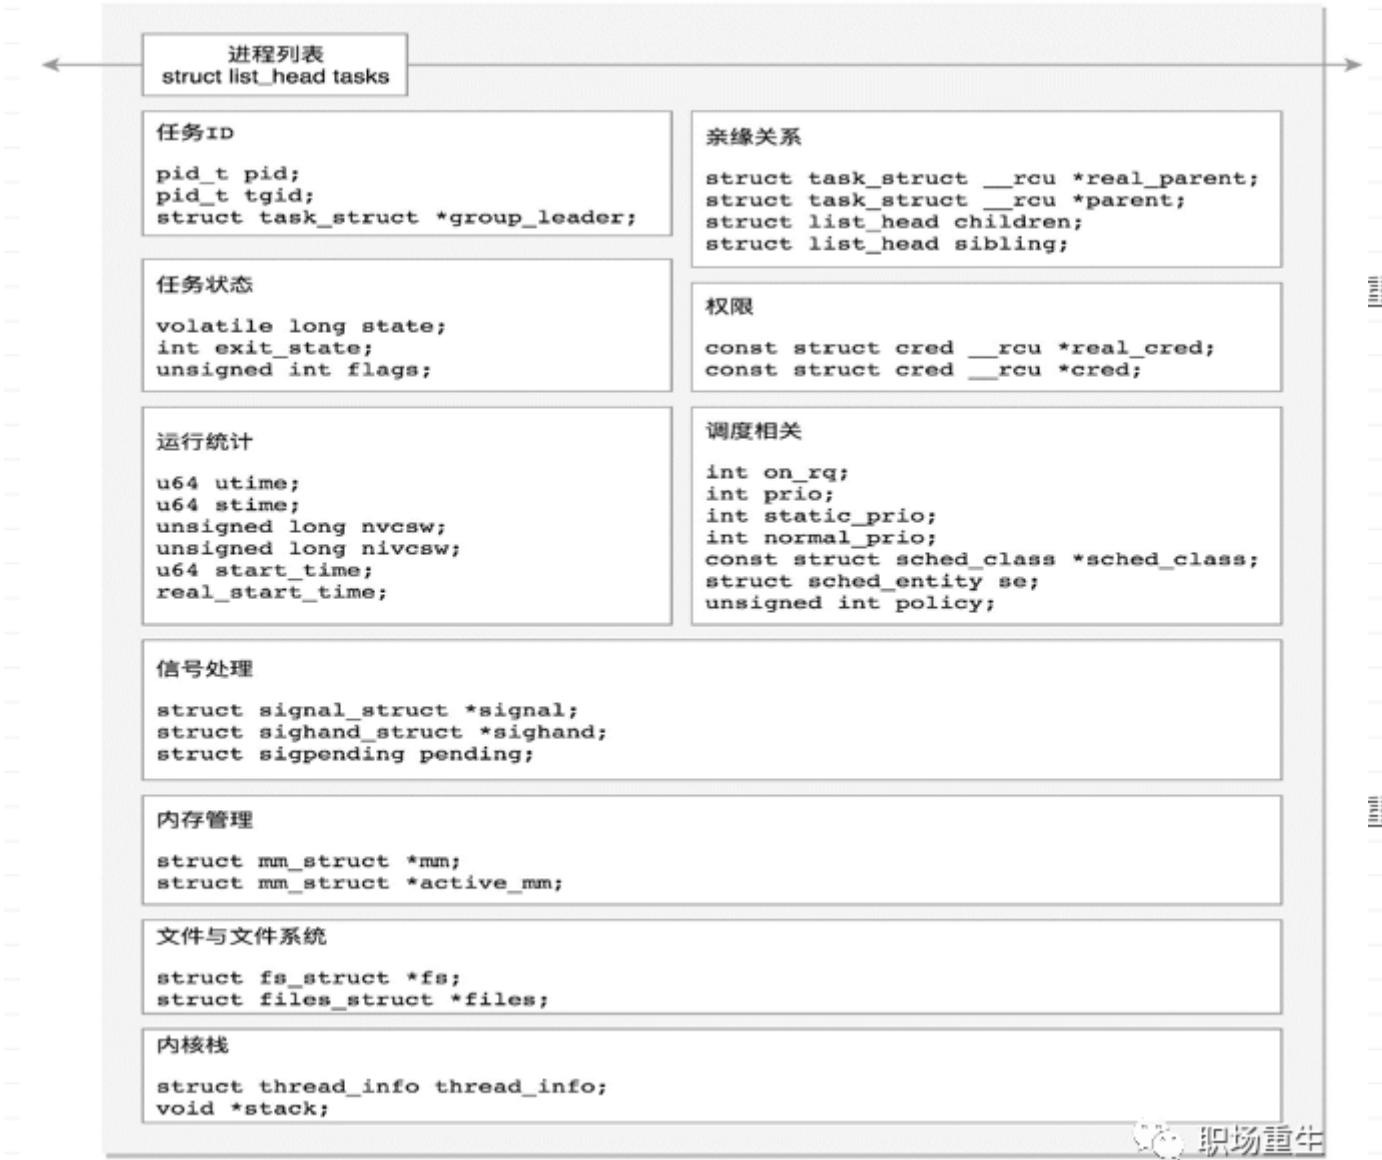 进程列表
struct list_head tasks
任务ID
pid_t pid;
pid_t tgid;
struct task_struct *group_leader;
亲缘关系
struct task_struct __rcu *real_parent;
struct task_struct __rcu *parent;
struct list_head children;
struct list_head sibling;
任务状态
volatile long state;
int exit_state;
unsigned int flags;
权限
const struct cred __rcu *real_cred;
const struct cred __rcu *cred;
运行统计
u64 utime;
u64 stime;
unsigned long nvcsw;
unsigned long nivcsw;
u64 start_time;
real_start_time;
调度相关
int on_rq;
int prio;
int static_prio;
int normal_prio;
const struct sched_class *sched_class;
struct sched_entity se;
unsigned int policy;
信号处理
struct signal_struct *signal;
struct sighand_struct *sighand;
struct sigpending pending;
内存管理
struct mm_struct *mm;
struct mm_struct *active_mm;
文件与文件系统
struct fs_struct *fs;
struct files_struct *files;
内核栈
struct thread_info thread_info;
void *stack;
职场重生